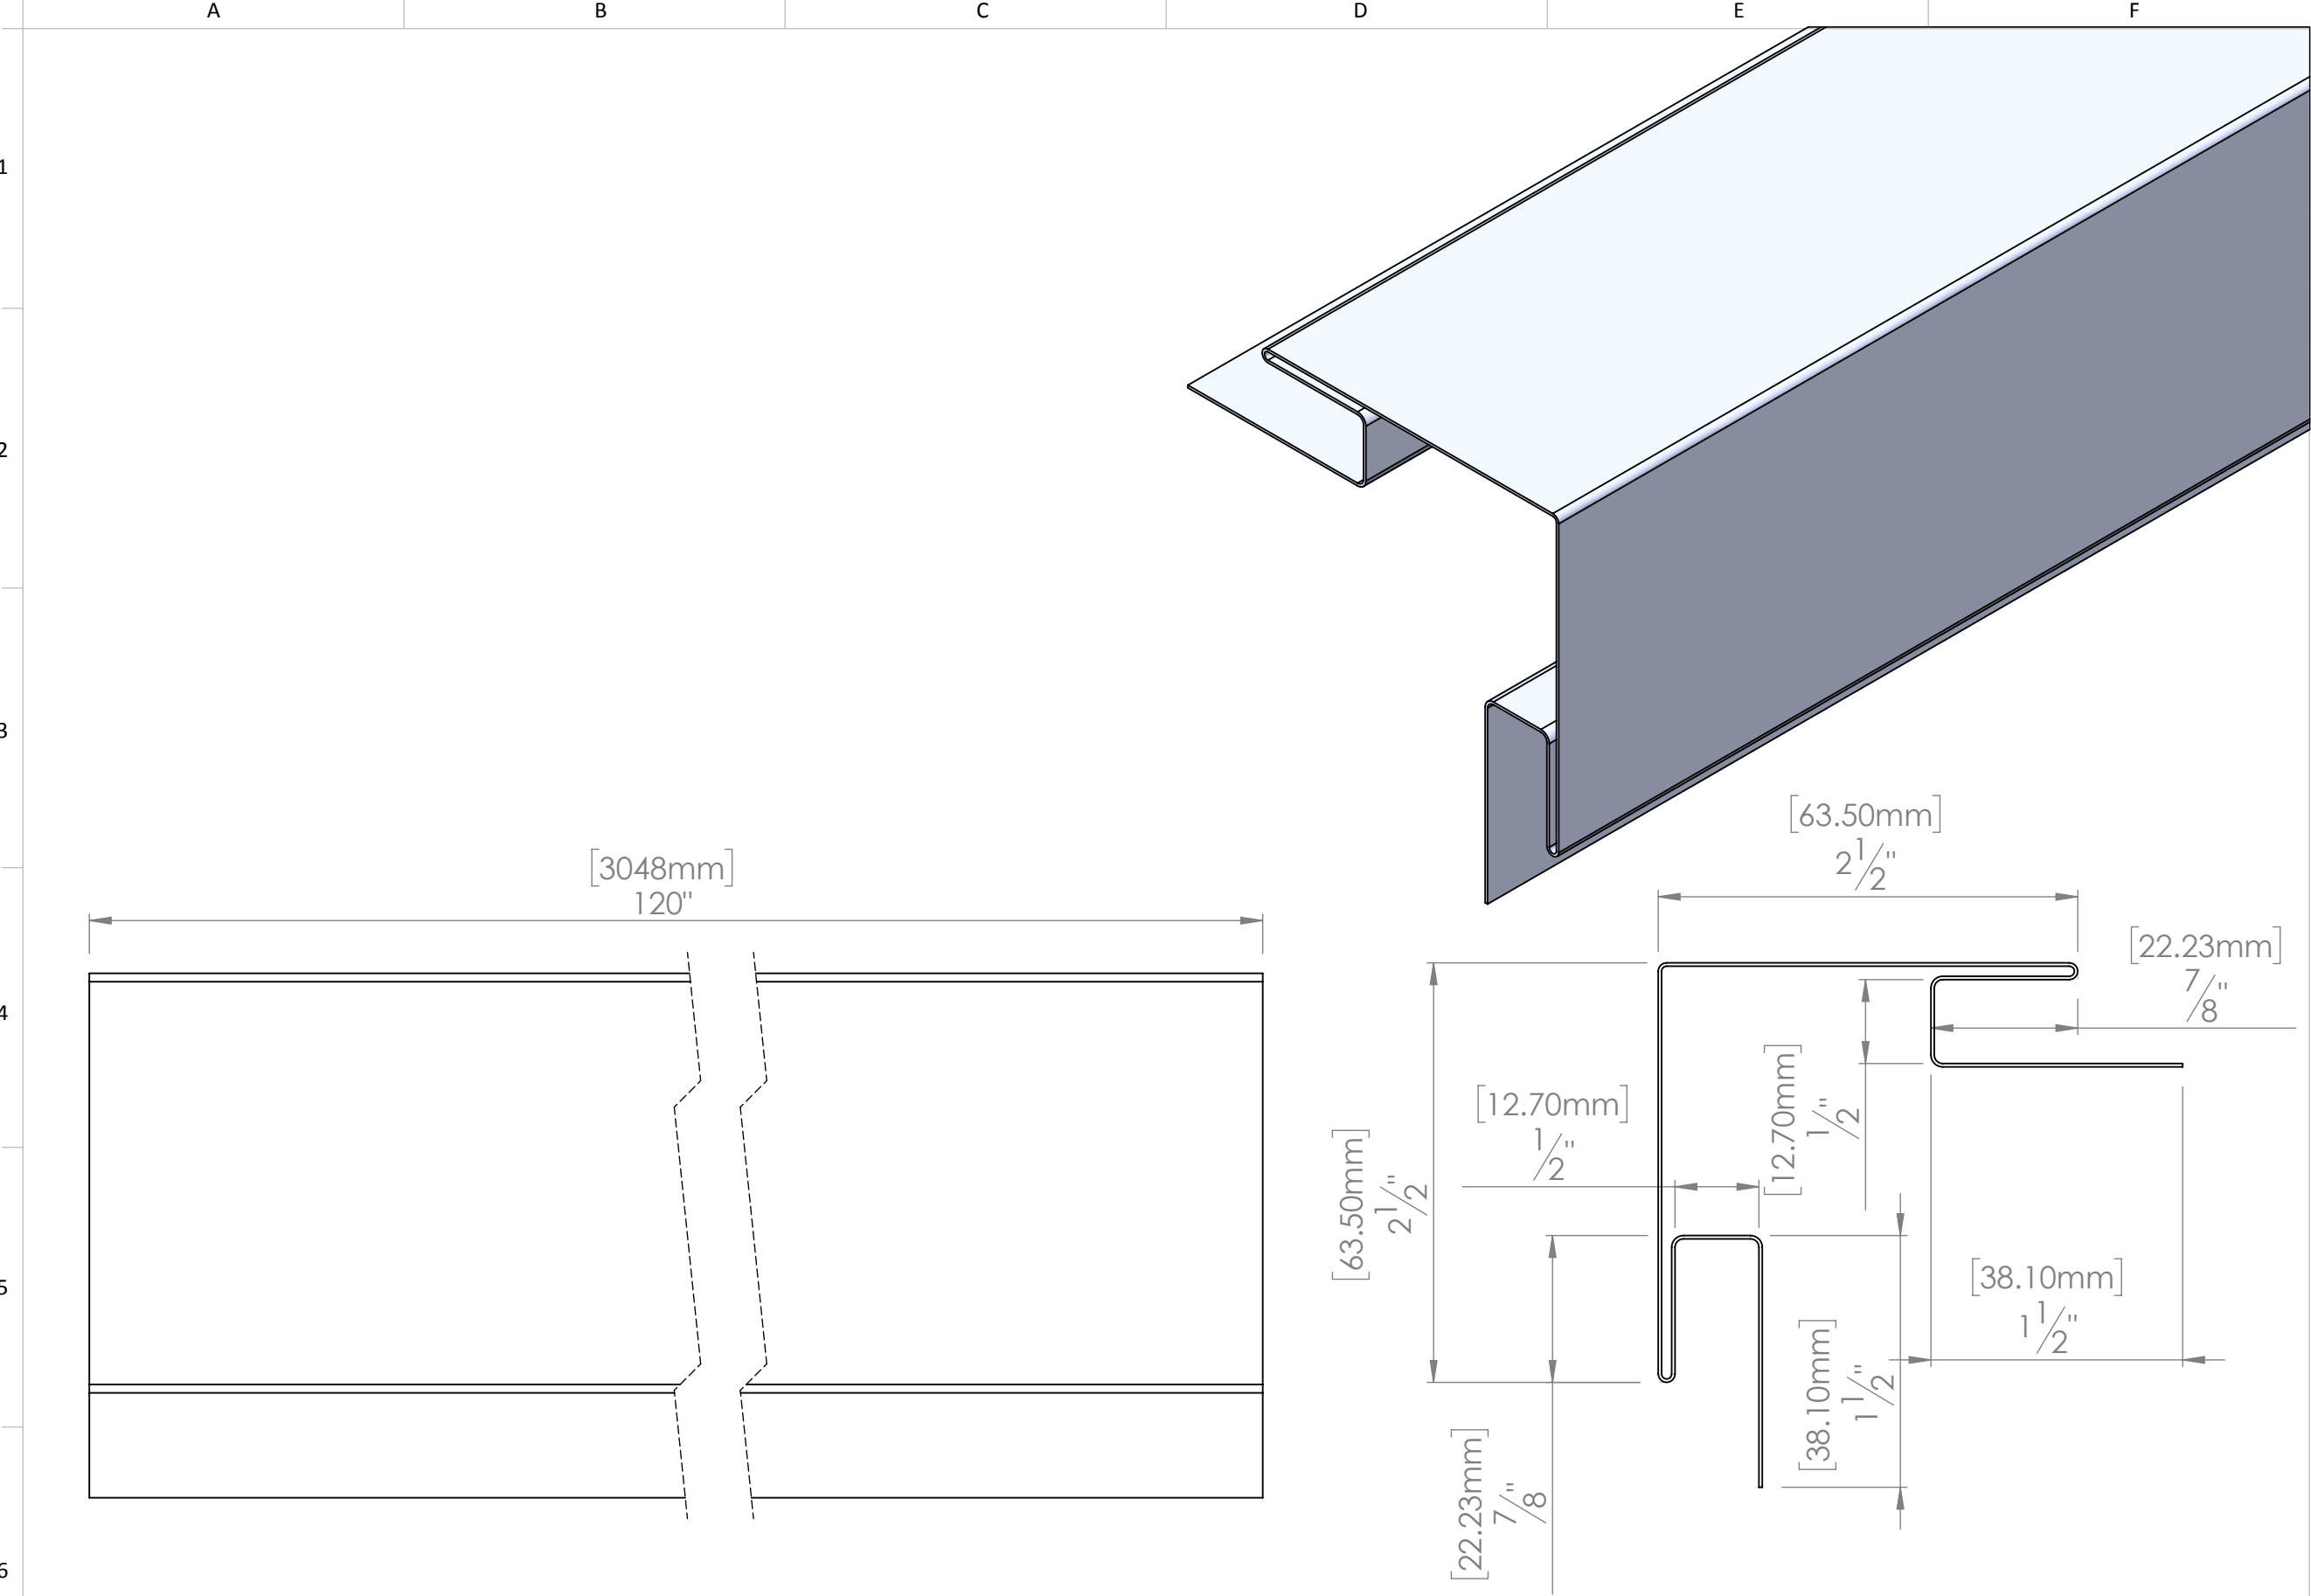 A B C D E F
1
2
3
4
5
6
[3048mm]
120"
[63.50mm]
2 1/2"
[22.23mm]
7/8"
[12.70mm]
1/2"
[12.70mm]
1/2"
[63.50mm]
2 1/2"
[38.10mm]
1 1/2"
[38.10mm]
1 1/2"
[22.23mm]
7/8"